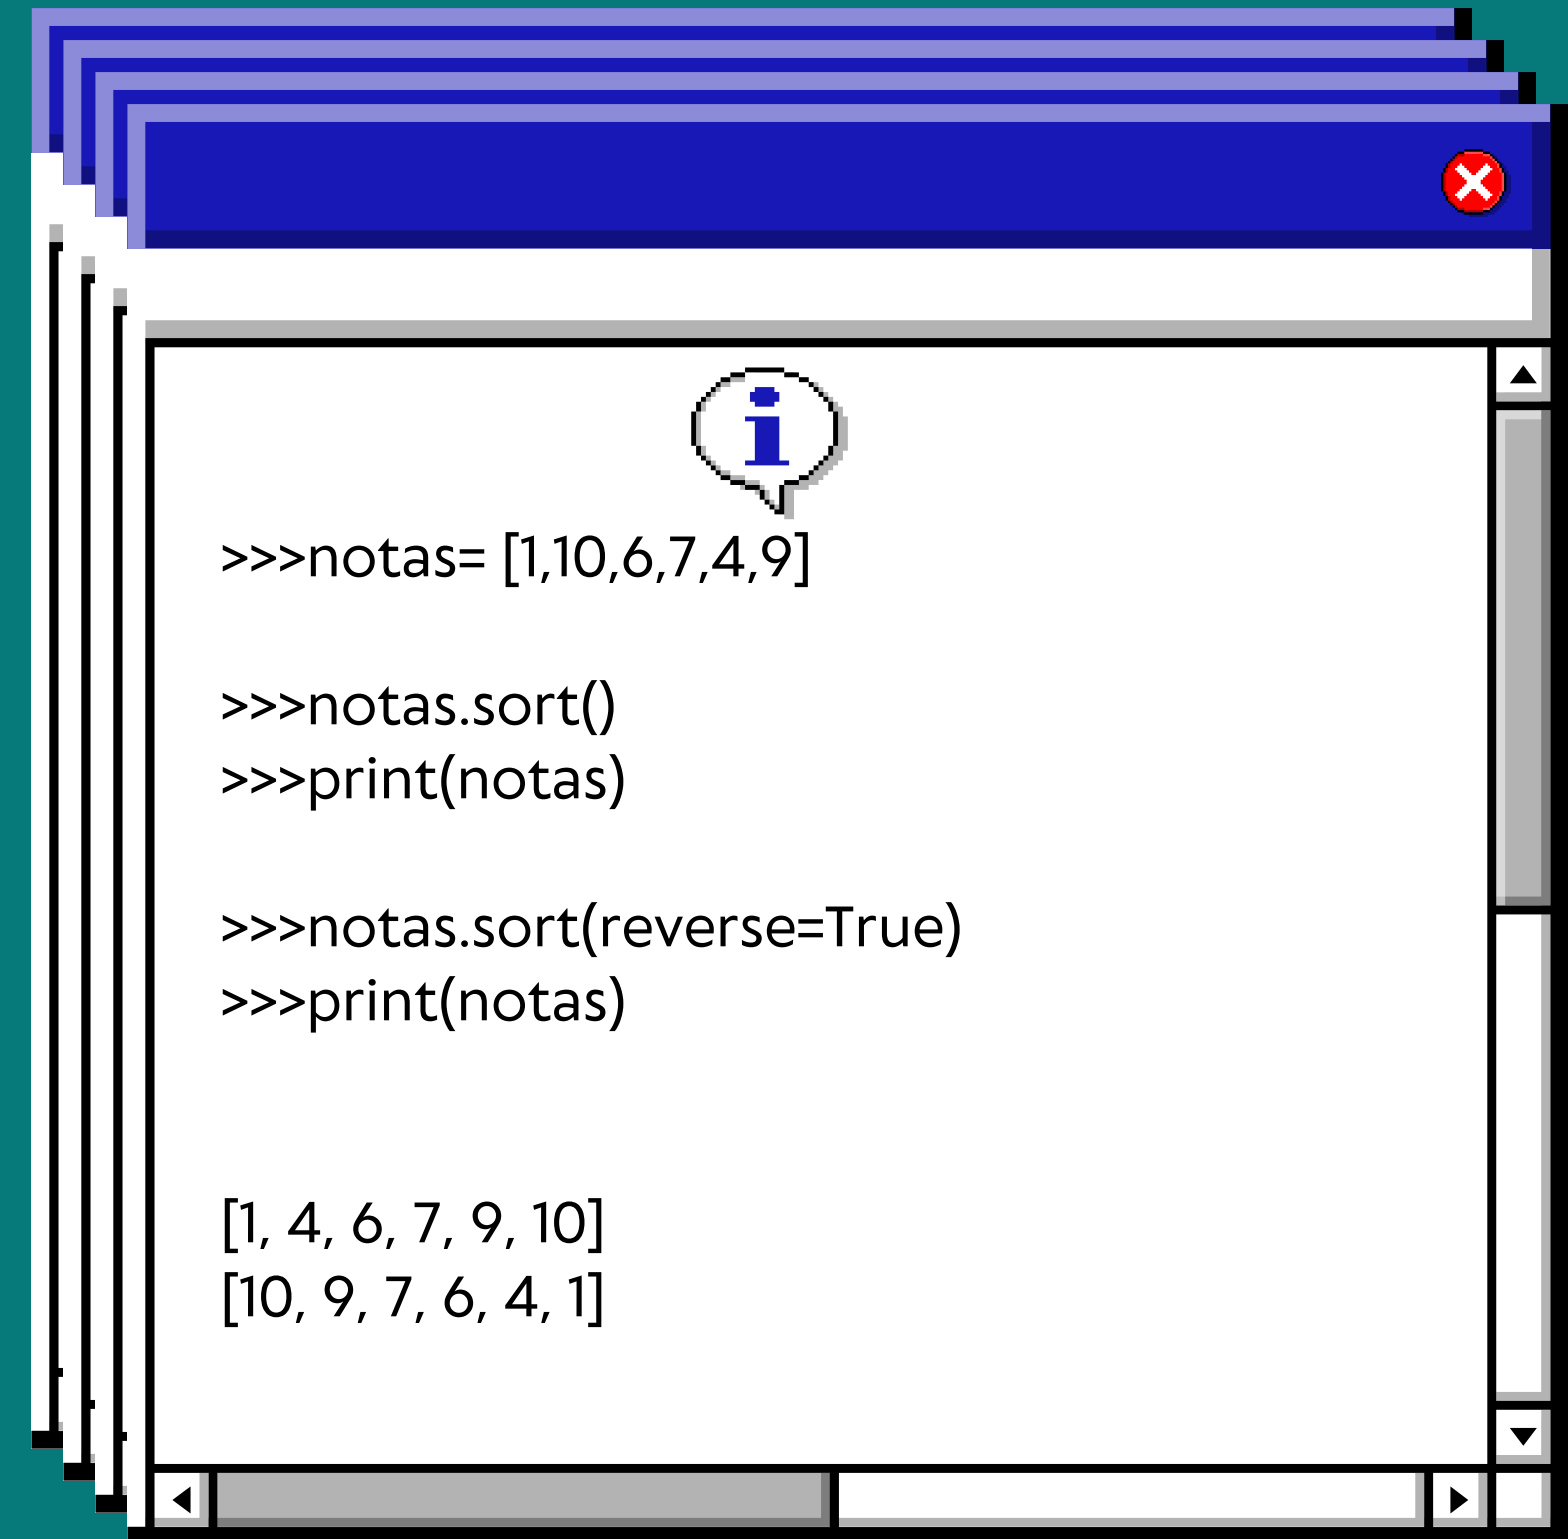 i
>>>notas= [1,10,6,7,4,9]
>>>notas.sort()
>>>print(notas)
>>>notas.sort(reverse=True)
>>>print(notas)
[1, 4, 6, 7, 9, 10]
[10, 9, 7, 6, 4, 1]